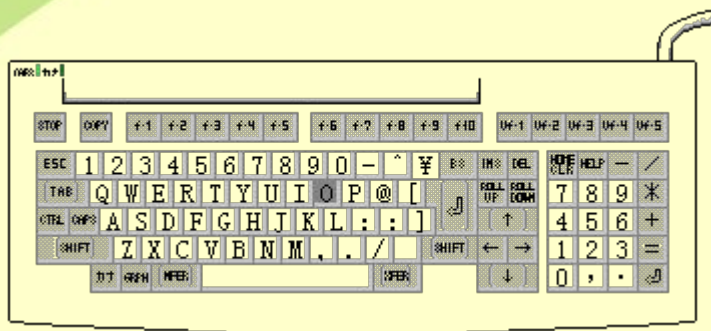 CAPS カナ
STOP COPY f·1 f·2 f·3 f·4 f·5 f·6 f·7 f·8 f·9 f·10 Vf·1 Vf·2 Vf·3 Vf·4 Vf·5
ESC 1 2 3 4 5 6 7 8 9 0 - ^ ¥ BS INS DEL HOME CLR HELP - /
TAB Q W E R T Y U I O P @ [ ROLL UP ROLL DOWN 7 8 9 *
CTRL CAPS A S D F G H J K L : : ] ↑ 4 5 6 +
SHIFT Z X C V B N M , . / SHIFT ← → 1 2 3 =
カナ GRPH NFER XFER ↓ 0 , .